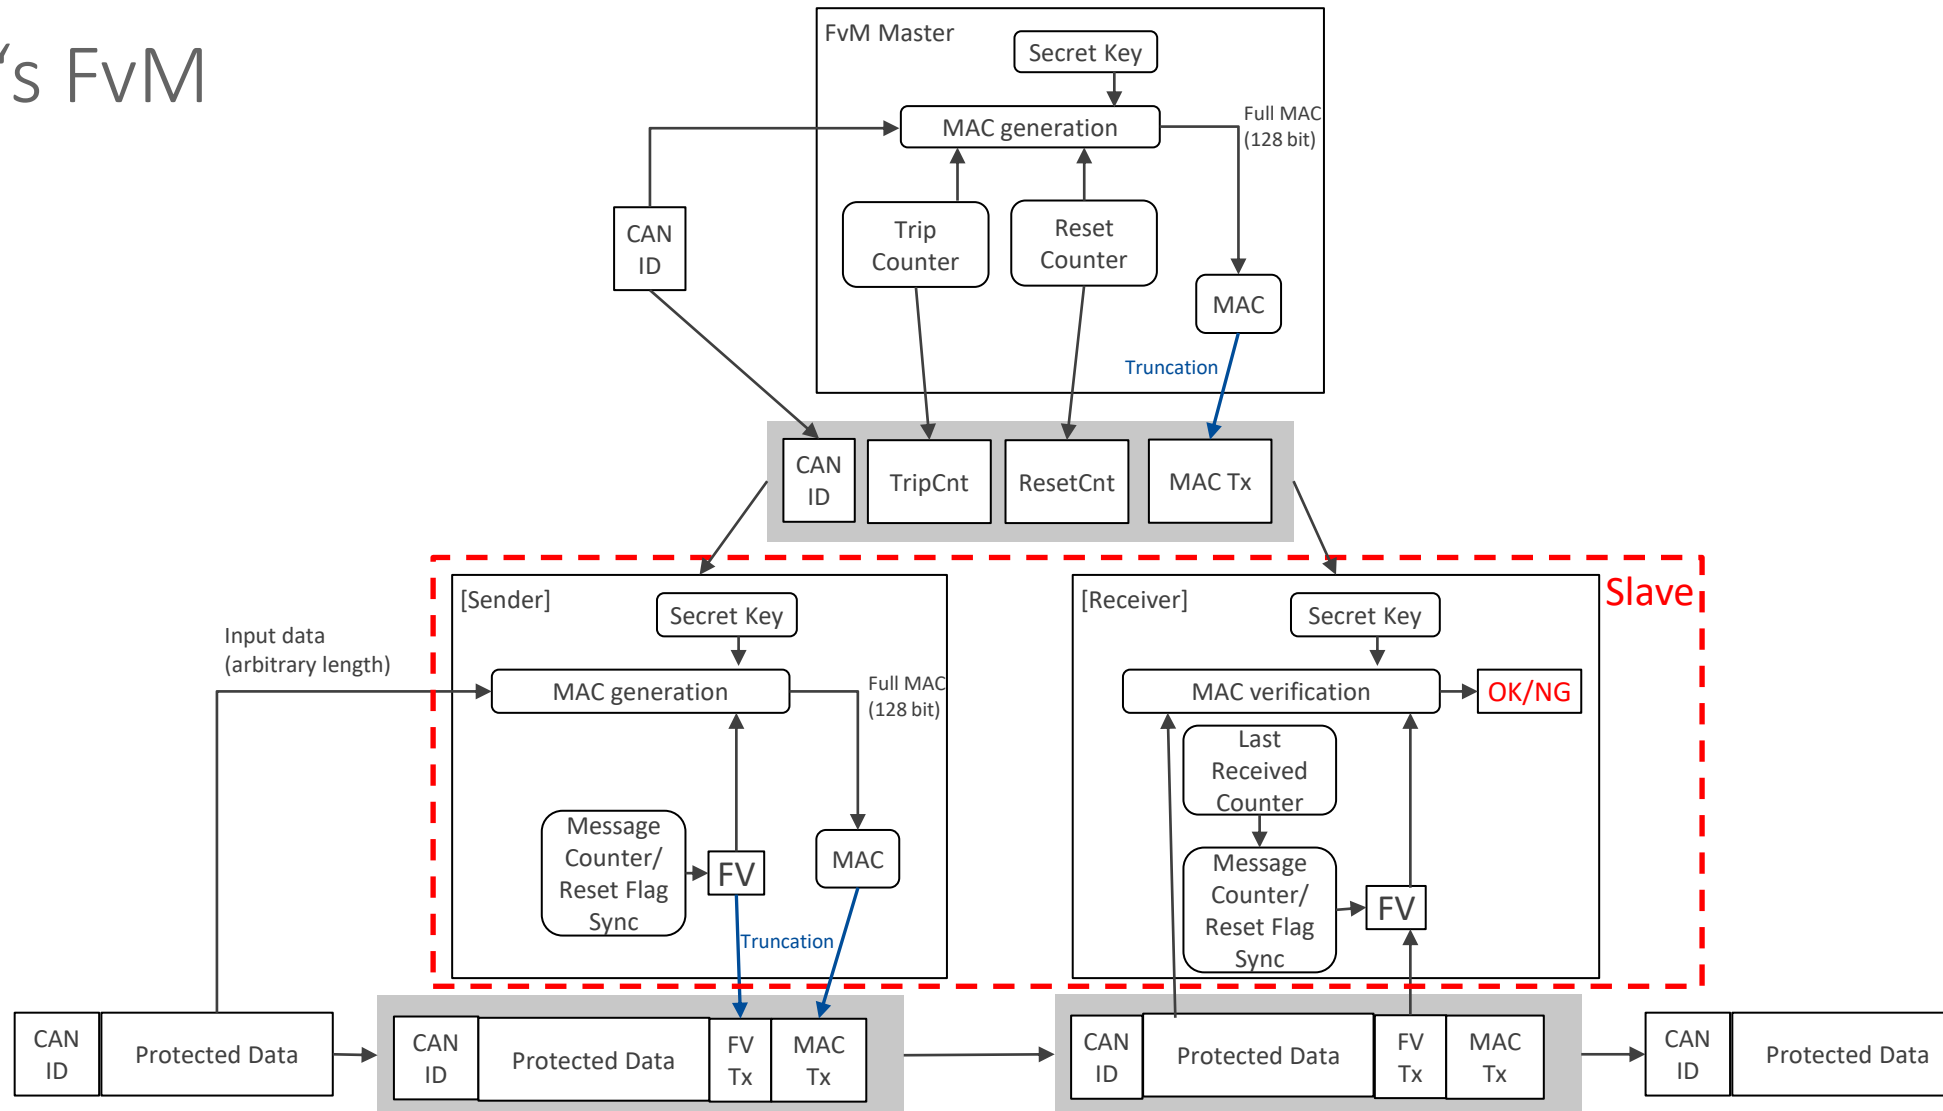 ‘s FvM
FvM Master
Secret Key
MAC generation
Full MAC
(128 bit)
CAN
ID
Trip
Counter
Reset
Counter
MAC
Truncation
CAN
ID
TripCnt
ResetCnt
MAC Tx
Slave
[Sender]
Secret Key
Input data
(arbitrary length)
MAC generation
Full MAC
(128 bit)
Message
Counter/
Reset Flag
Sync
FV
MAC
Truncation
[Receiver]
Secret Key
MAC verification
OK/NG
Last
Received
Counter
Message
Counter/
Reset Flag
Sync
FV
CAN
ID
Protected Data
CAN
ID
Protected Data
FV
Tx
MAC
Tx
CAN
ID
Protected Data
FV
Tx
MAC
Tx
CAN
ID
Protected Data